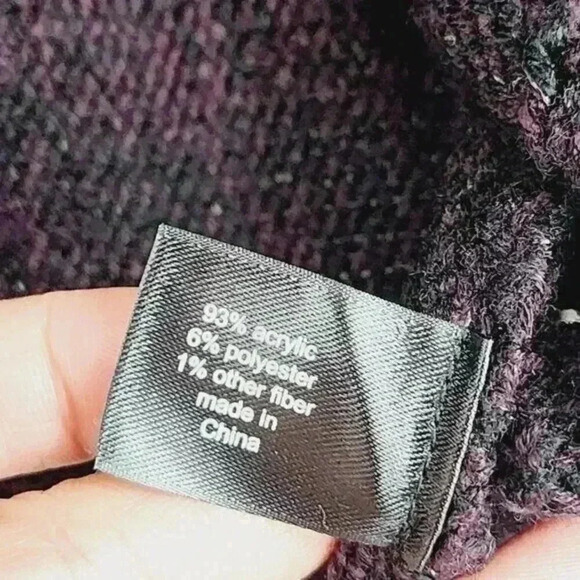 93% acrylic
6% polyester
1% other fiber
made in
China